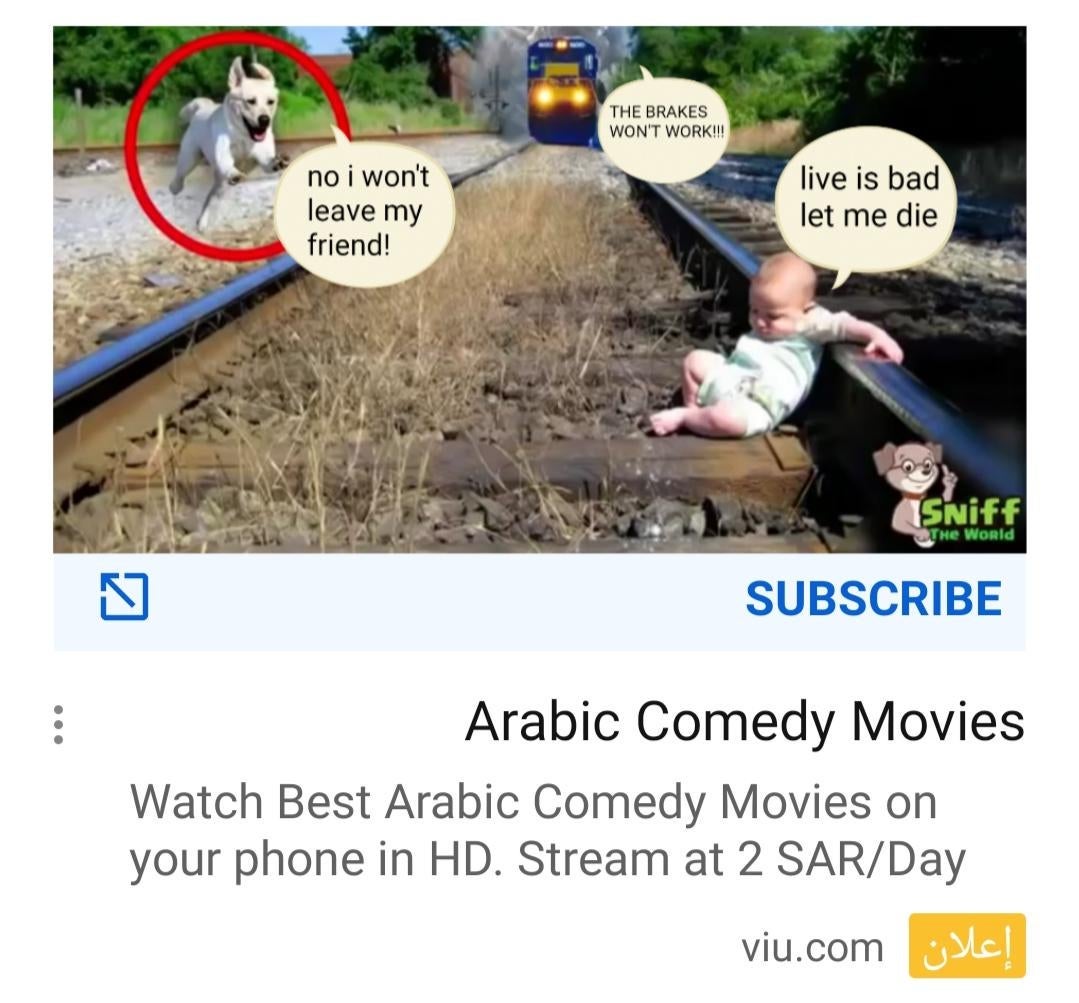 no i won't
leave my
friend!
THE BRAKES
WON'T WORK!!!
live is bad
let me die
Sniff
The World
SUBSCRIBE
Arabic Comedy Movies
Watch Best Arabic Comedy Movies on
your phone in HD. Stream at 2 SAR/Day
viu.com
إعلان